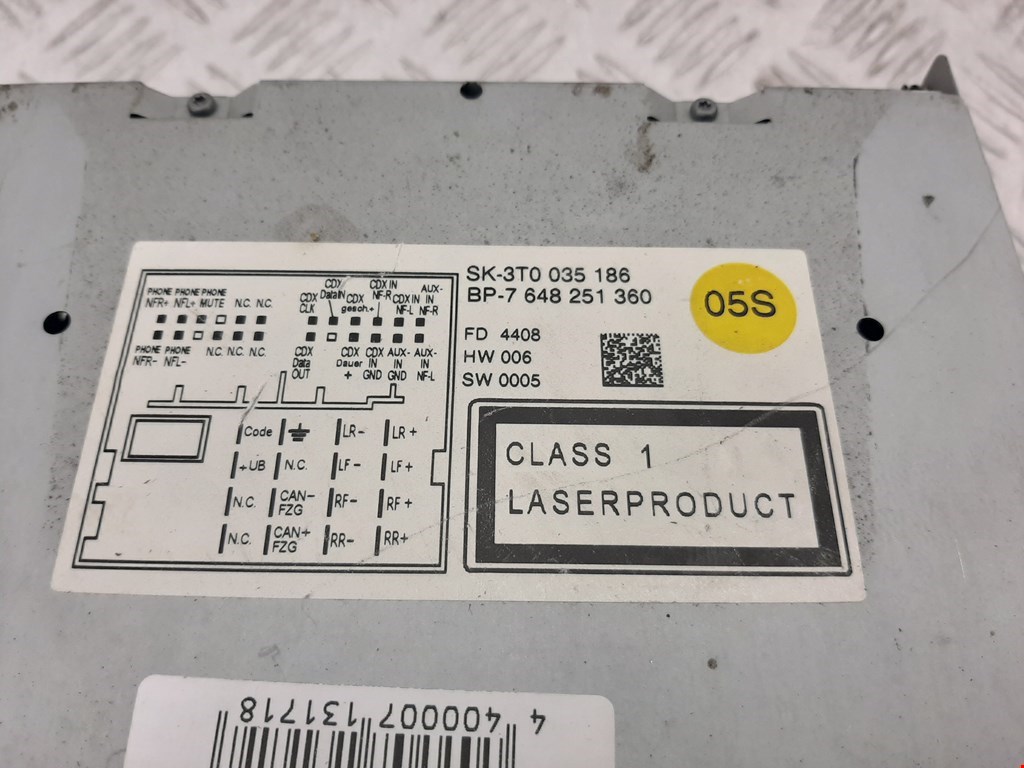 SK-3T0 035 186
BP-7 648 251 360
FD 4408
HW 006
SW 0005
05S
CLASS 1
LASERPRODUCT
PHONE PHONE PHONE
NFR+ NFL+ MUTE N.C. N.C.
PHONE PHONE
NFR- NFL- N.C. N.C. N.C.
CDX CLK
CDX DataIN
CDX gesch.+
CDX IN NF-R
CDX IN NF-L
AUX-IN NF-R
CDX Data OUT
CDX Dauer +
CDX IN GND
AUX-IN GND
AUX-IN NF-L
Code LR- LR+
+UB N.C. LF- LF+
N.C. CAN-FZG RF- RF+
N.C. CAN+FZG RR- RR+
4 400007 131718